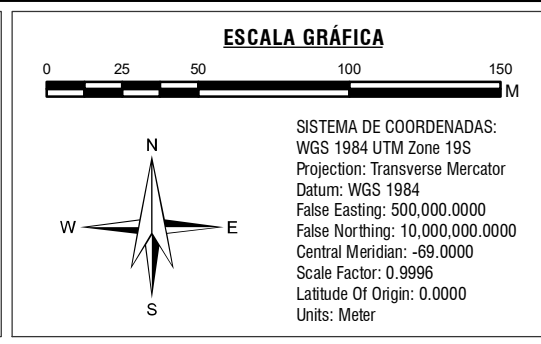 ESCALA GRÁFICA
0 25 50 100 150
M
N
W E
S
SISTEMA DE COORDENADAS:
WGS 1984 UTM Zone 19S
Projection: Transverse Mercator
Datum: WGS 1984
False Easting: 500,000.0000
False Northing: 10,000,000.0000
Central Meridian: -69.0000
Scale Factor: 0.9996
Latitude Of Origin: 0.0000
Units: Meter